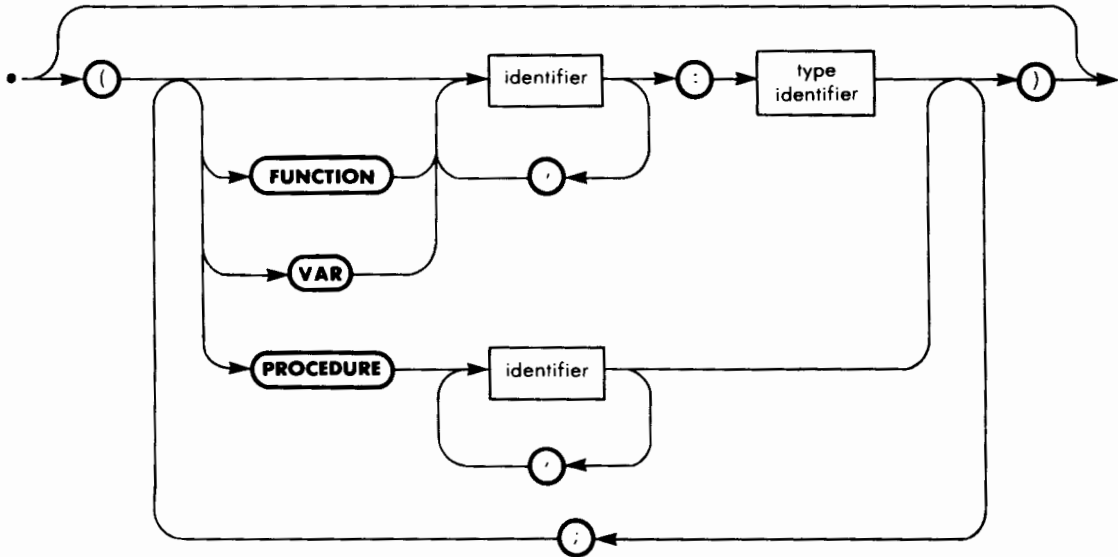 ( identifier : type identifier )
FUNCTION ,
VAR
PROCEDURE identifier
,
;